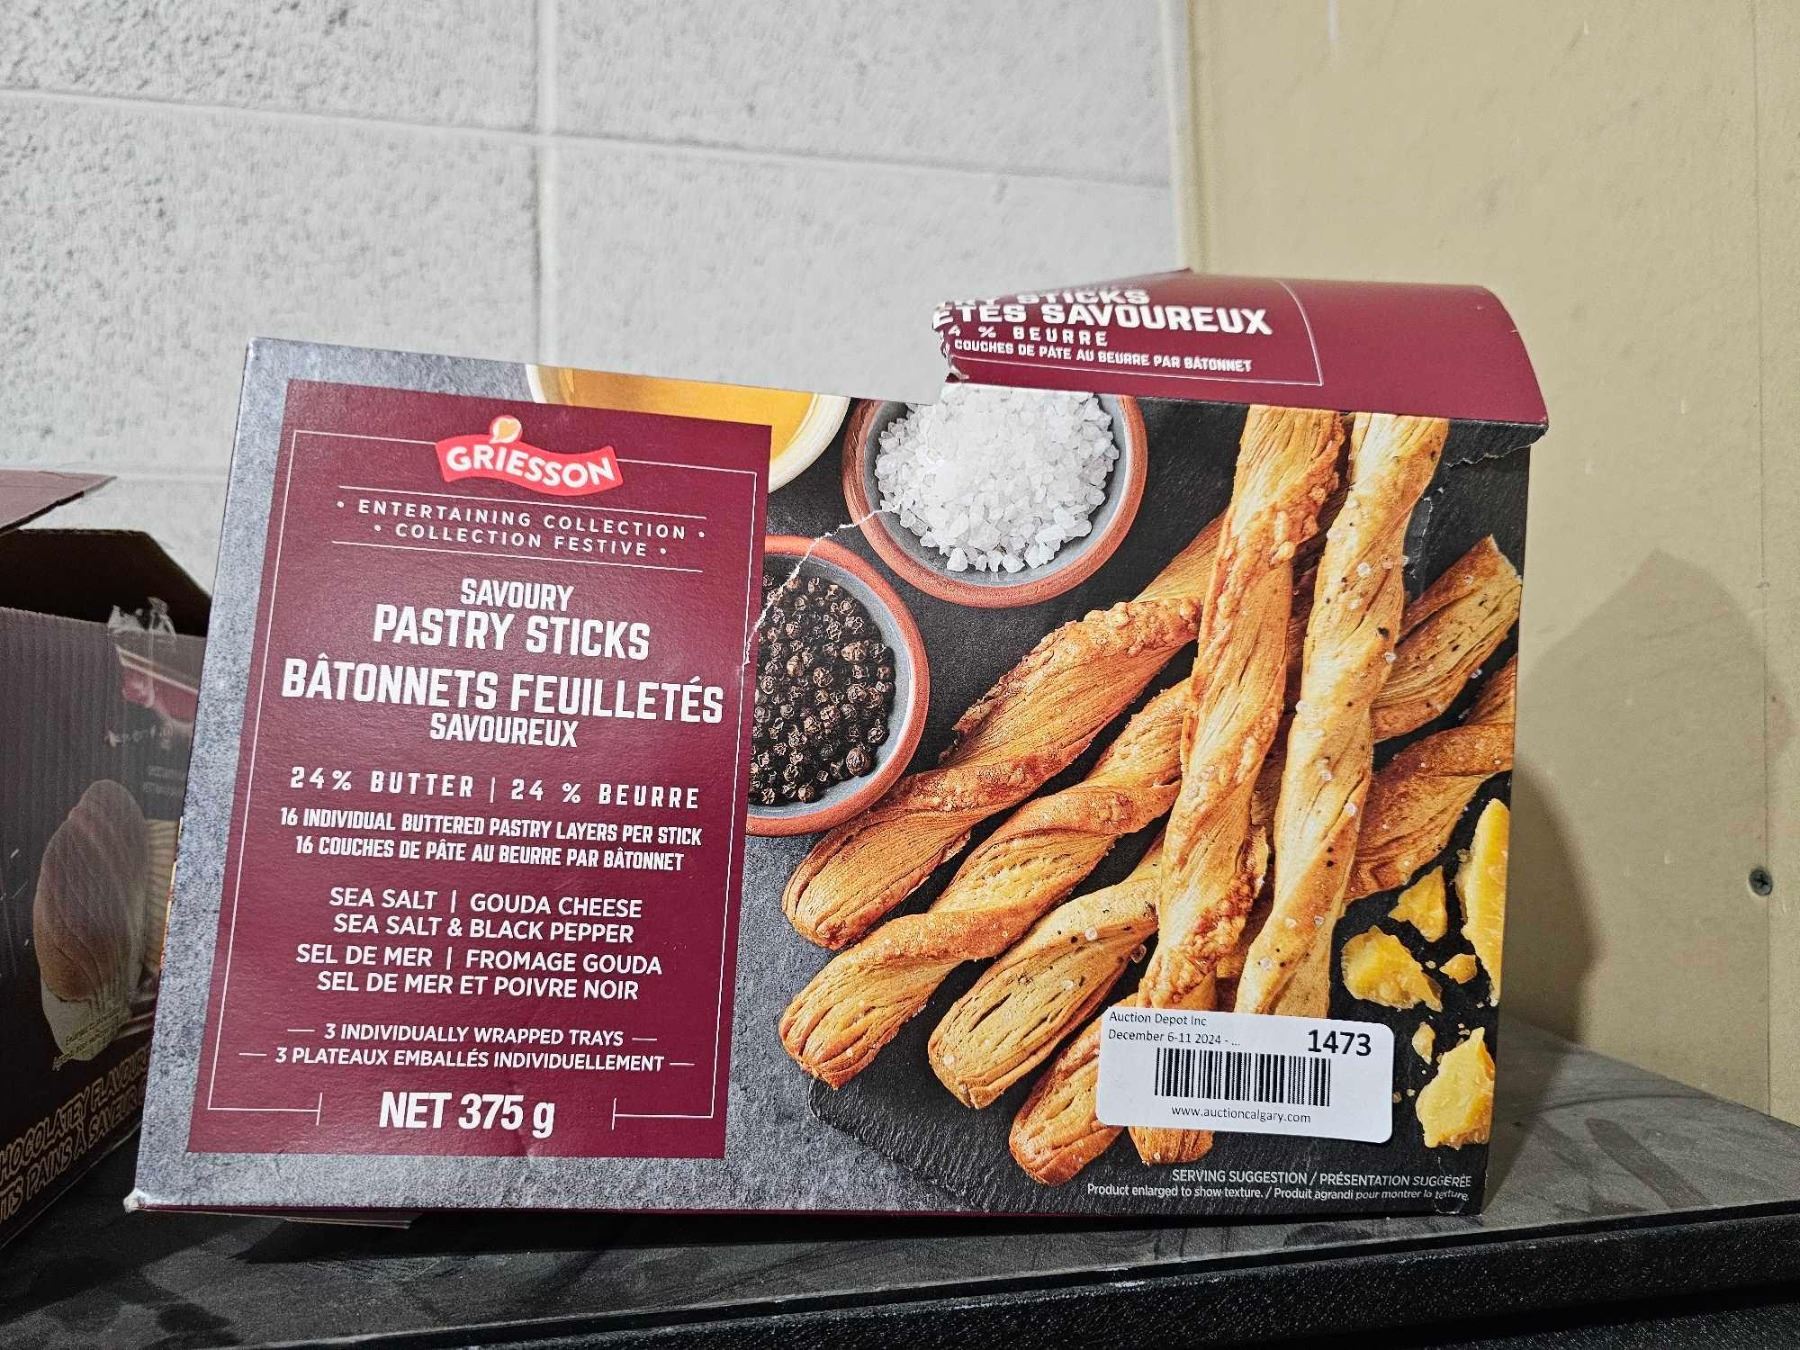 STICKS
SAVOUREUX
4 % BEURRE
COUCHES DE PÂTE AU BEURRE PAR BÂTONNET
GRIESSON
• ENTERTAINING COLLECTION •
• COLLECTION FESTIVE •
SAVOURY
PASTRY STICKS
BÂTONNETS FEUILLETÉS
SAVOUREUX
24% BUTTER | 24 % BEURRE
16 INDIVIDUAL BUTTERED PASTRY LAYERS PER STICK
16 COUCHES DE PÂTE AU BEURRE PAR BÂTONNET
SEA SALT | GOUDA CHEESE
SEA SALT & BLACK PEPPER
SEL DE MER | FROMAGE GOUDA
SEL DE MER ET POIVRE NOIR
3 INDIVIDUALLY WRAPPED TRAYS
3 PLATEAUX EMBALLÉS INDIVIDUELLEMENT
NET 375 g
Auction Depot Inc
December 6-11 2024 - ...
1473
www.auctioncalgary.com
SERVING SUGGESTION / PRÉSENTATION SUGGÉRÉE
Product enlarged to show texture. / Produit agrandi pour montrer la texture.
PAINS À